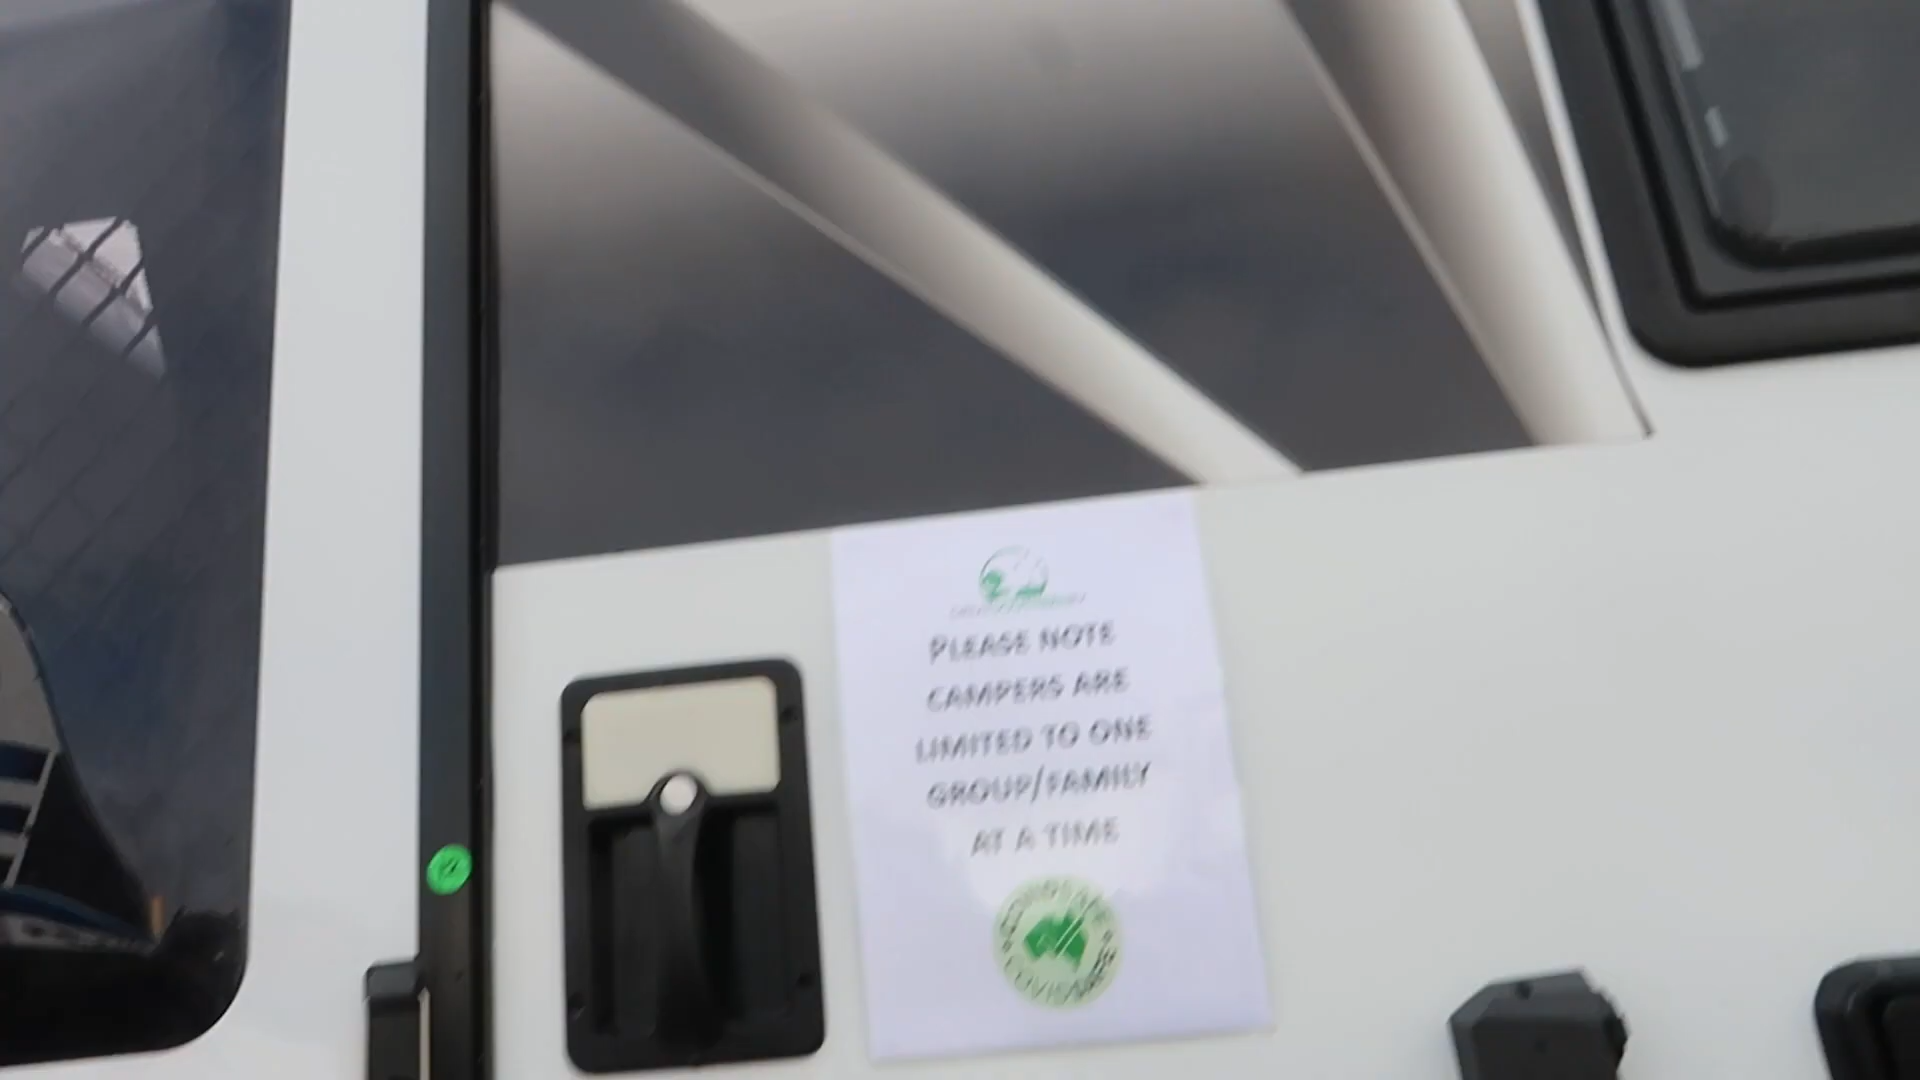 PLEASE NOTE
CAMPERS ARE
LIMITED TO ONE
GROUP/FAMILY
AT A TIME